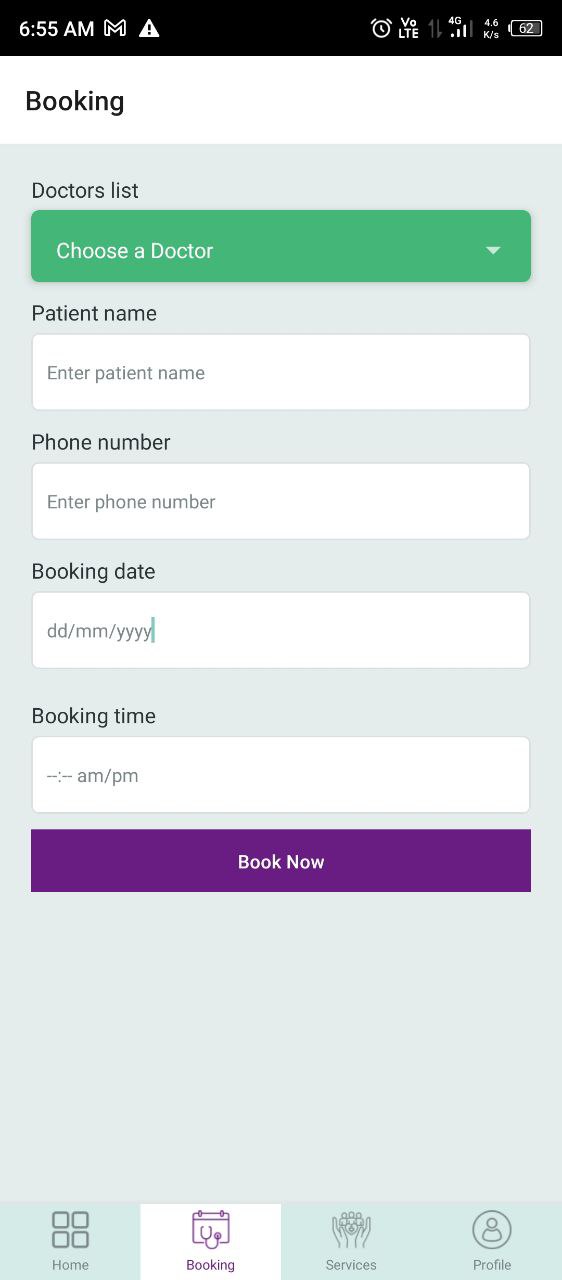 6:55 AM Vo LTE 4G 4.6 K/s 62
Booking
Doctors list
Choose a Doctor
Patient name
Enter patient name
Phone number
Enter phone number
Booking date
dd/mm/yyyy
Booking time
--:-- am/pm
Book Now
Home Booking Services Profile